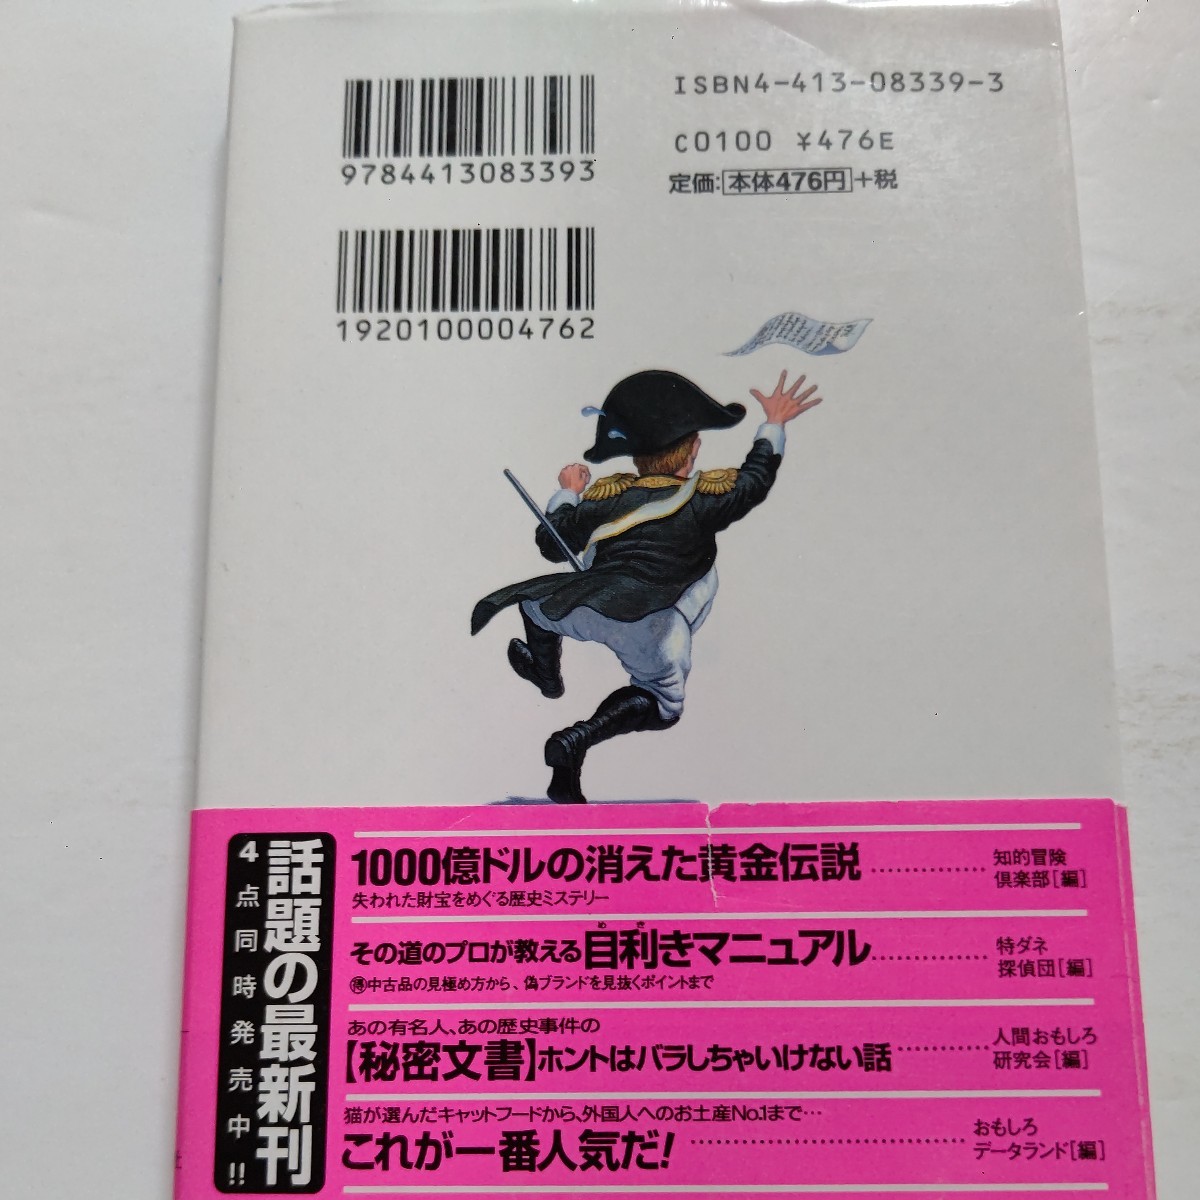 ISBN4-413-08339-3
9784413083393
C0100 ¥476E
定価:本体476円+税
1920100004762
話題の最新刊
4点同時発売中!!
1000億ドルの消えた黄金伝説……………知的冒険倶楽部[編]
失われた財宝をめぐる歴史ミステリー
その道のプロが教える目利きマニュアル……………特ダネ探偵団[編]
めき
得中古品の見極め方から、偽ブランドを見抜くポイントまで
あの有名人、あの歴史事件の
【秘密文書】ホントはバラしちゃいけない話…………人間おもしろ研究会[編]
猫が選んだキャットフードから、外国人へのお土産No.1まで…
これが一番人気だ!……………………………おもしろデータランド[編]